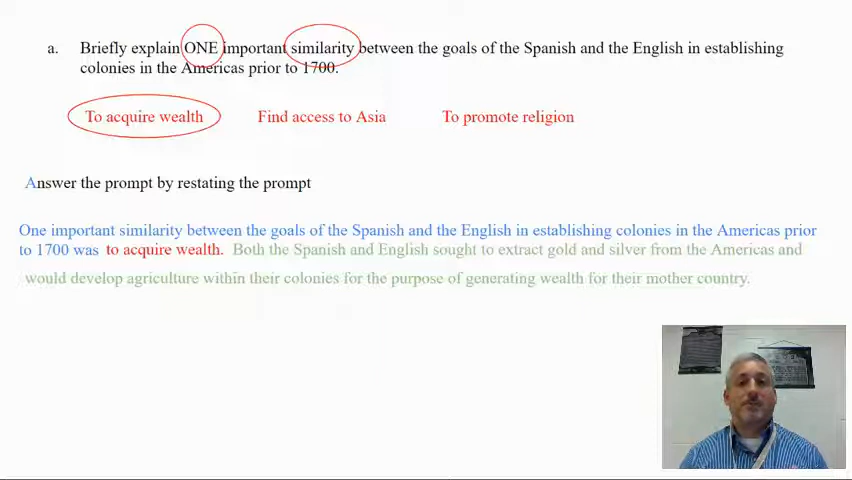 a. Briefly explain ONE important similarity between the goals of the Spanish and the English in establishing
colonies in the Americas prior to 1700.
To acquire wealth Find access to Asia To promote religion
Answer the prompt by restating the prompt
One important similarity between the goals of the Spanish and the English in establishing colonies in the Americas prior
to 1700 was to acquire wealth. Both the Spanish and English sought to extract gold and silver from the Americas and
would develop agriculture within their colonies for the purpose of generating wealth for their mother country.